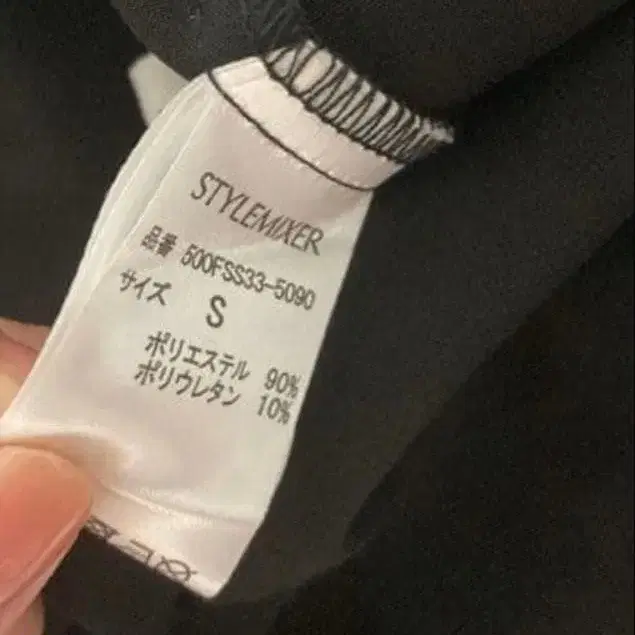 STYLEMIXER
品番 500FSS33-5090
サイズ S
ポリエステル 90%
ポリウレタン 10%